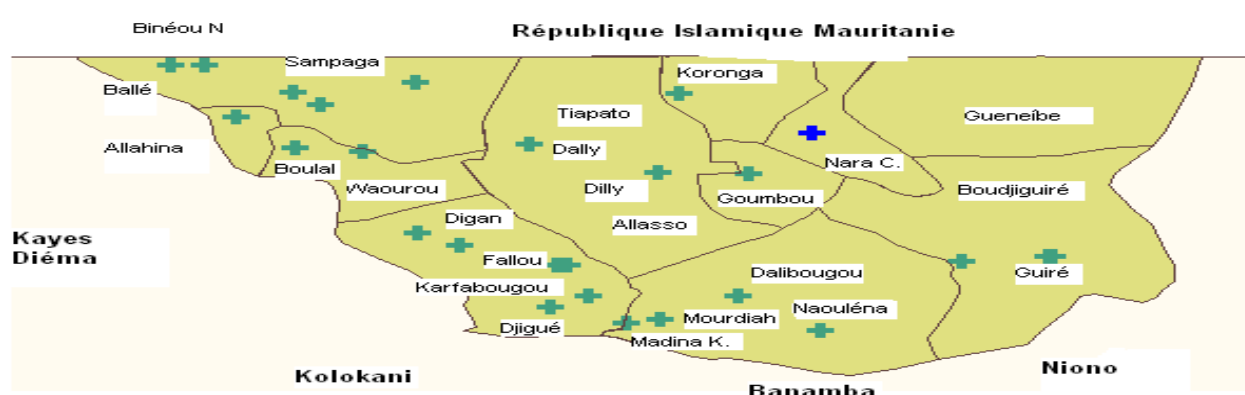 Binéou N
République Islamique Mauritanie
Sampaga
Koronga
Ballé
Tiapato
Gueneîbe
Allahina
Dally
Nara C.
Boulal
Waourou
Dilly
Goumbou
Boudjiguiré
Digan
Allasso
Kayes
Diéma
Fallou
Dalibougou
Guiré
Karfabougou
Djigué
Mourdiah
Naouléna
Madina K.
Kolokani
Niono
Banamba